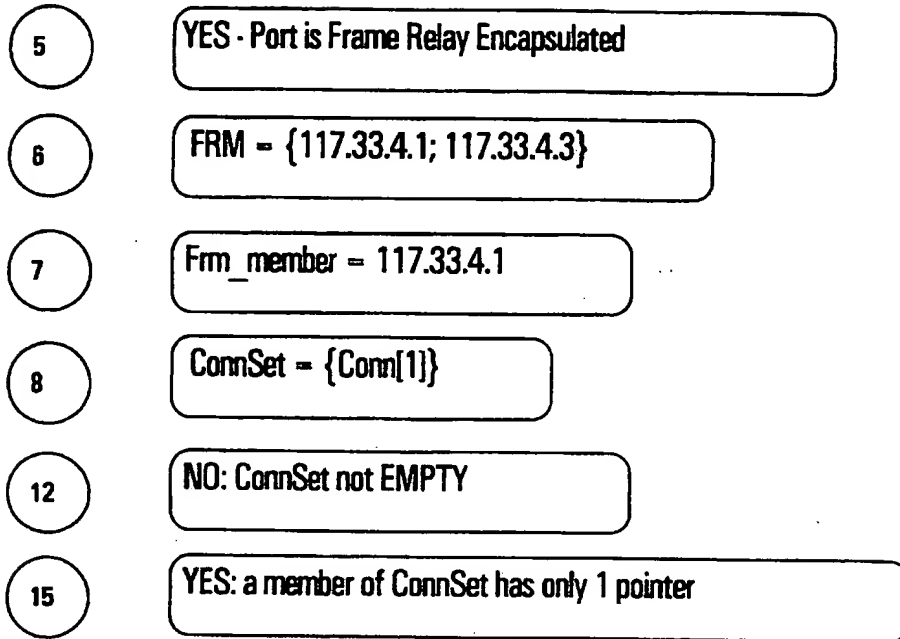 5
YES - Port is Frame Relay Encapsulated
6
FRM = {117.33.4.1; 117.33.4.3}
7
Frm_member = 117.33.4.1
8
ConnSet = {Conn[1]}
12
NO: ConnSet not EMPTY
15
YES: a member of ConnSet has only 1 pointer